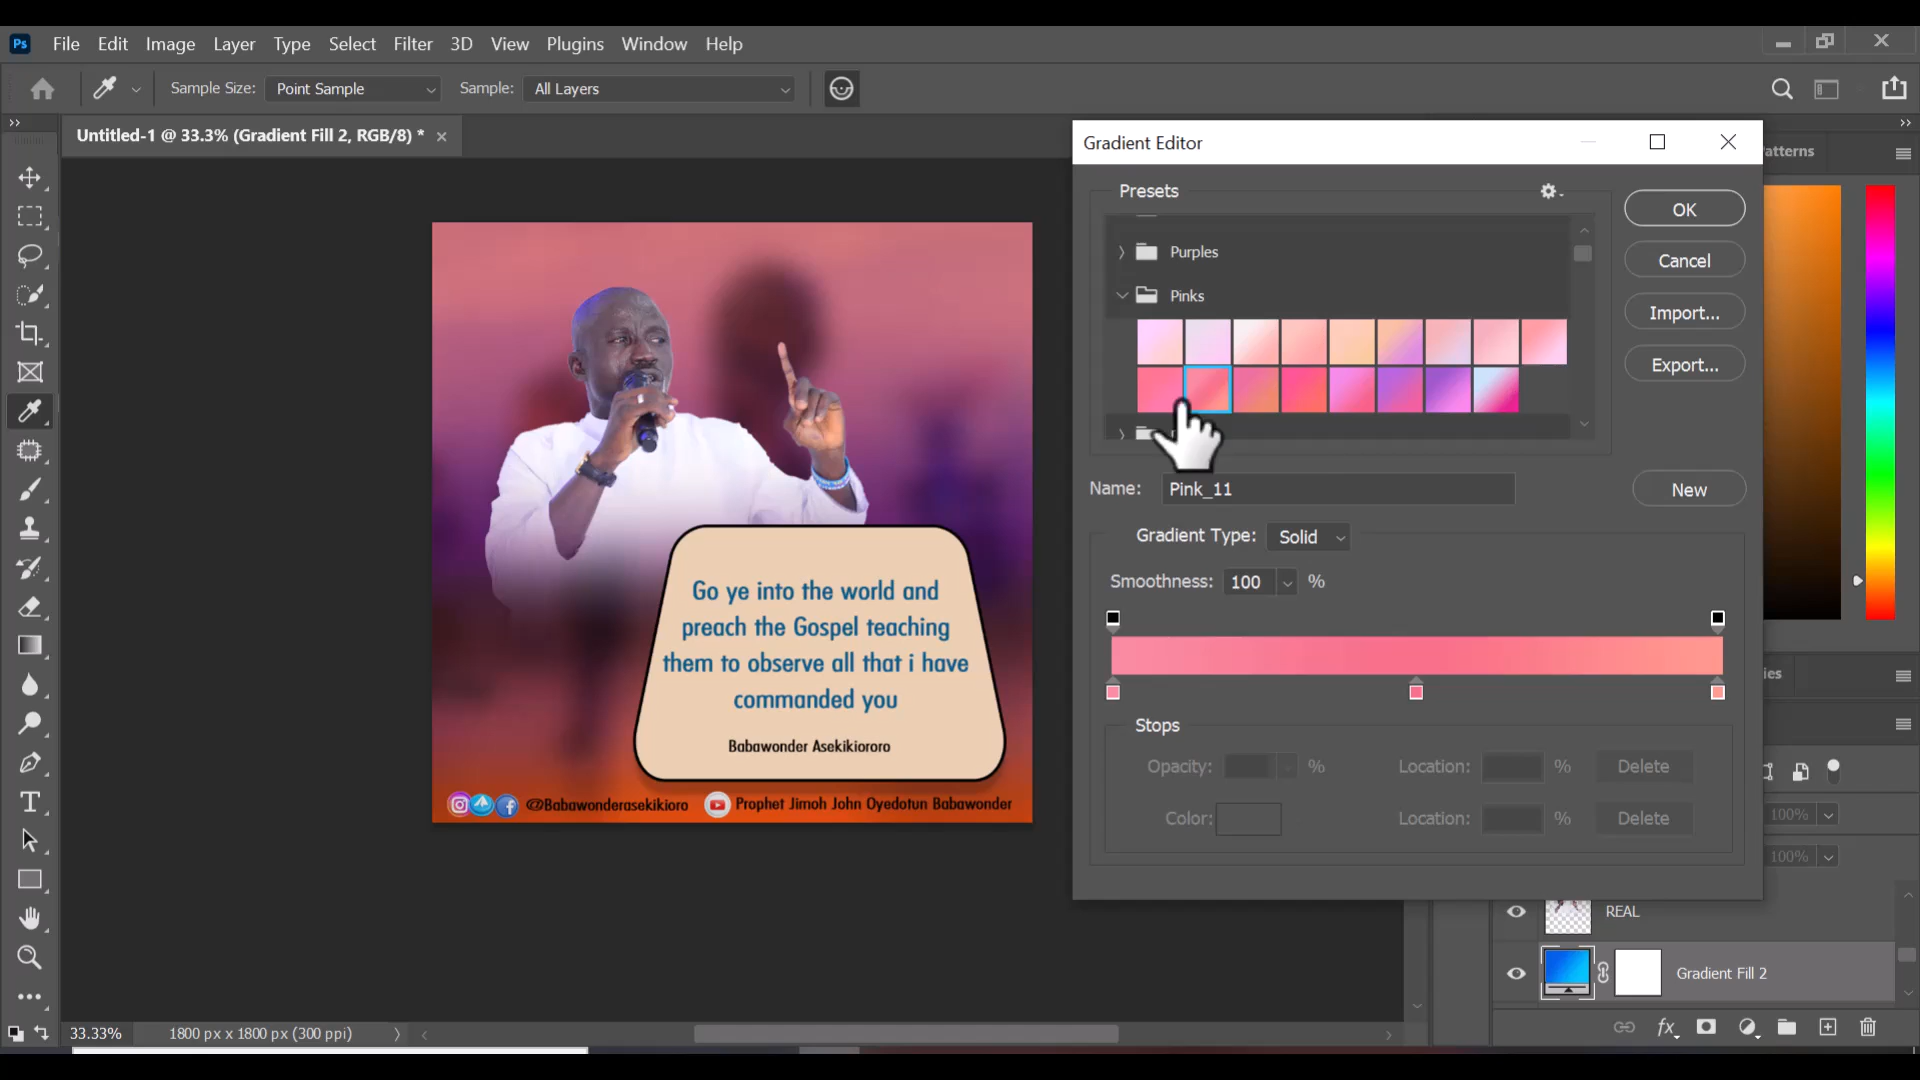 Ps File Edit Image Layer Type Select Filter 3D View Plugins Window Help
Sample Size: Point Sample Sample: All Layers
Untitled-1 @ 33.3% (Gradient Fill 2, RGB/8) *
Gradient Editor
atterns
Presets
OK
Purples
Cancel
Pinks
Import...
Export...
Name: Pink_11
New
Gradient Type: Solid
Smoothness: 100 %
Go ye into the world and
preach the Gospel teaching
them to observe all that i have
commanded you
Babawonder Asekikiororo
@Babawonderasekikioro Prophet Jimoh John Oyedotun Babawonder
ies
Stops
Opacity: % Location: % Delete
Color: Location: % Delete
100%
100%
REAL
Gradient Fill 2
33.33% 1800 px x 1800 px (300 ppi)
fx